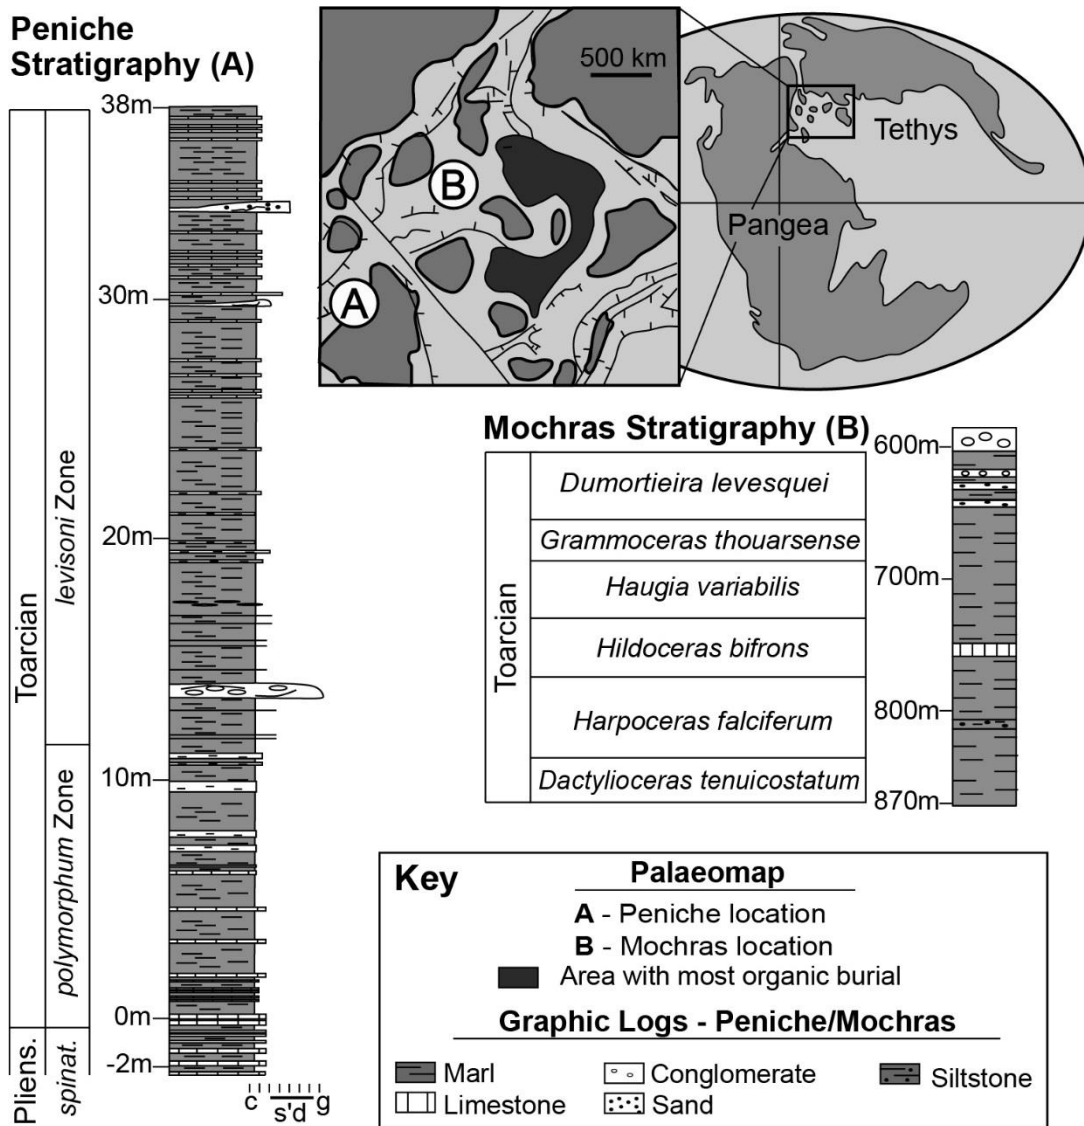 Peniche
Stratigraphy (A)
38m
30m
20m
10m
0m
-2m
Toarcian
levisoni Zone
polymorphum Zone
Pliens.
spinat.
c s'd g
500 km
A
B
Tethys
Pangea
Mochras Stratigraphy (B)
Toarcian
Dumortieira levesquei
Grammoceras thouarsense
Haugia variabilis
Hildoceras bifrons
Harpoceras falciferum
Dactylioceras tenuicostatum
600m
700m
800m
870m
Key
Palaeomap
A - Peniche location
B - Mochras location
Area with most organic burial
Graphic Logs - Peniche/Mochras
Marl
Conglomerate
Siltstone
Limestone
Sand